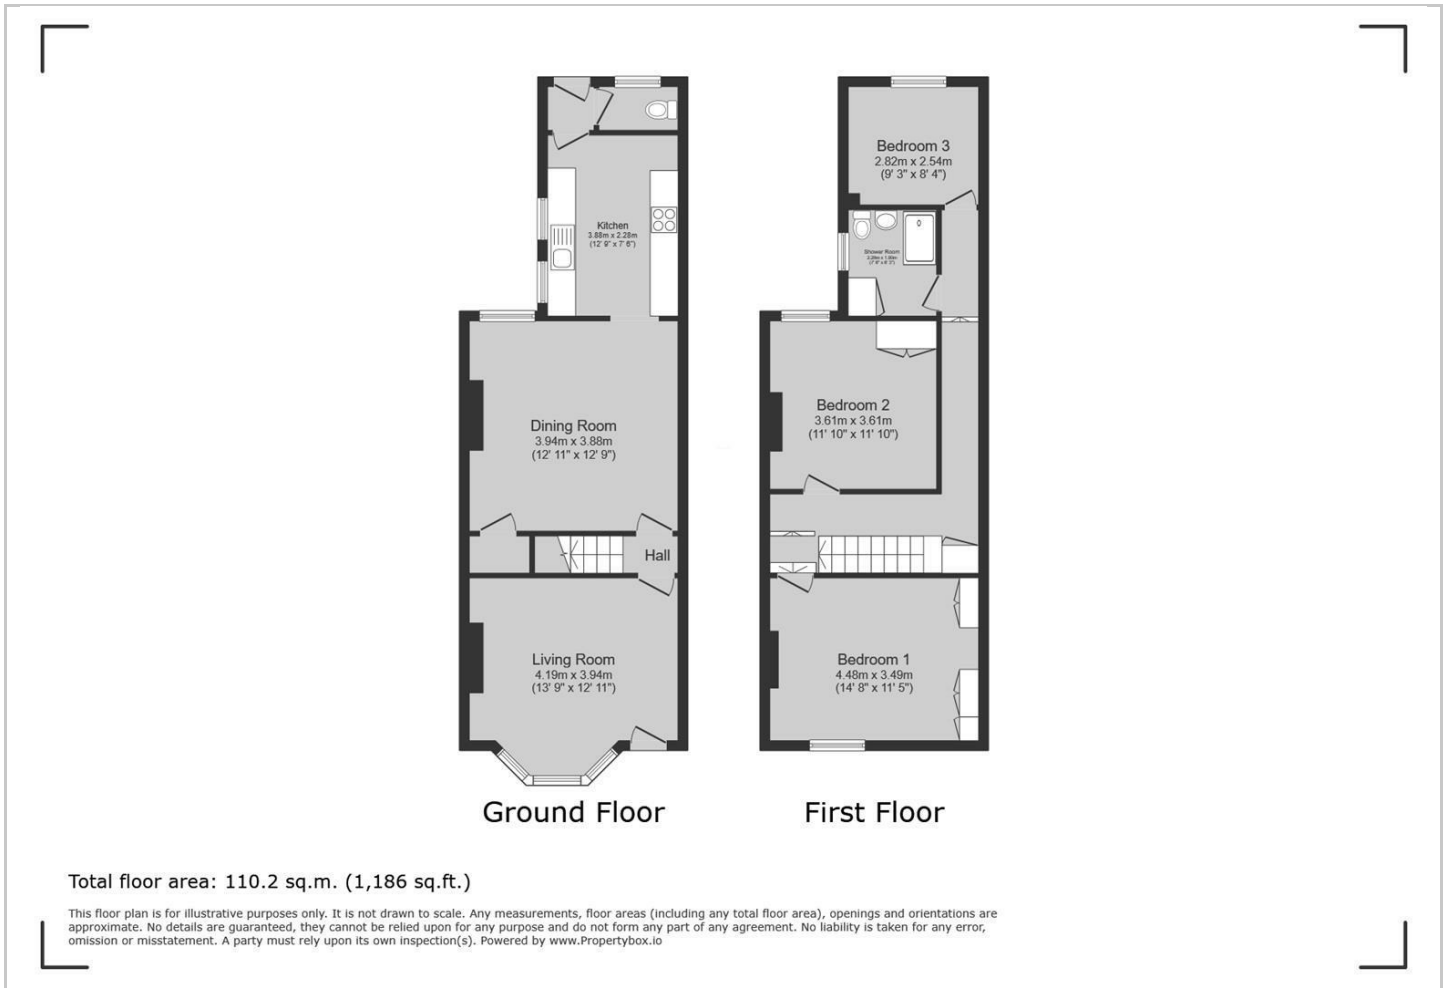 Kitchen
3.88m x 2.28m
(12' 9" x 7' 6")
Dining Room
3.94m x 3.88m
(12' 11" x 12' 9")
Hall
Living Room
4.19m x 3.94m
(13' 9" x 12' 11")
Ground Floor
Bedroom 3
2.82m x 2.54m
(9' 3" x 8' 4")
Shower Room
Bedroom 2
3.61m x 3.61m
(11' 10" x 11' 10")
Bedroom 1
4.48m x 3.49m
(14' 8" x 11' 5")
First Floor
Total floor area: 110.2 sq.m. (1,186 sq.ft.)
This floor plan is for illustrative purposes only. It is not drawn to scale. Any measurements, floor areas (including any total floor area), openings and orientations are
approximate. No details are guaranteed, they cannot be relied upon for any purpose and do not form any part of any agreement. No liability is taken for any error,
omission or misstatement. A party must rely upon its own inspection(s). Powered by www.Propertybox.io